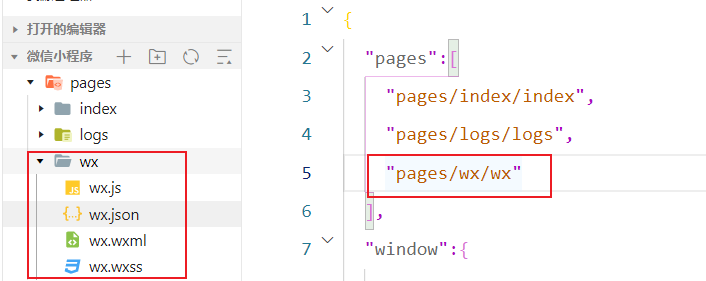 打开的编辑器
微信小程序
pages
index
logs
wx
wx.js
wx.json
wx.wxml
wx.wxss
1 {
2 "pages":[
3 "pages/index/index",
4 "pages/logs/logs",
5 "pages/wx/wx"
6 ],
7 "window":{